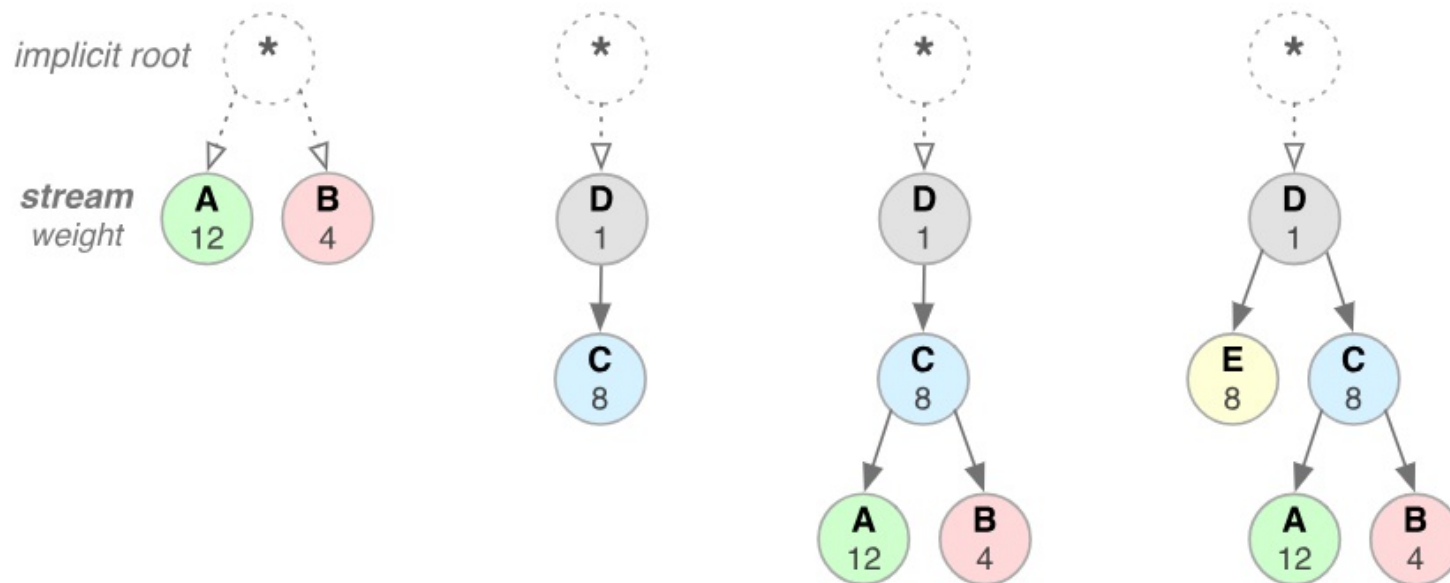 implicit root * * * *
stream A B D D D
weight 12 4 1 1 1
C C E C
8 8 8 8
A B A B
12 4 12 4